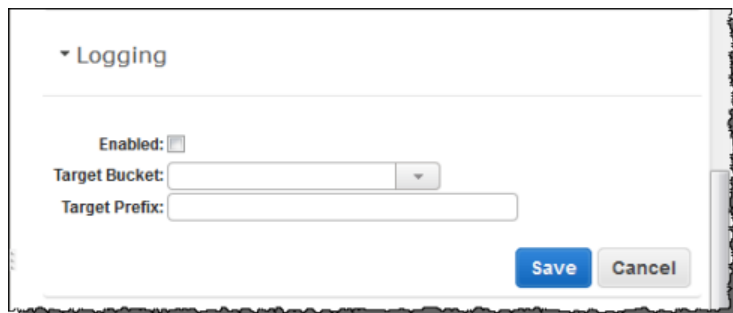 Logging
Enabled:
Target Bucket:
Target Prefix:
Save Cancel